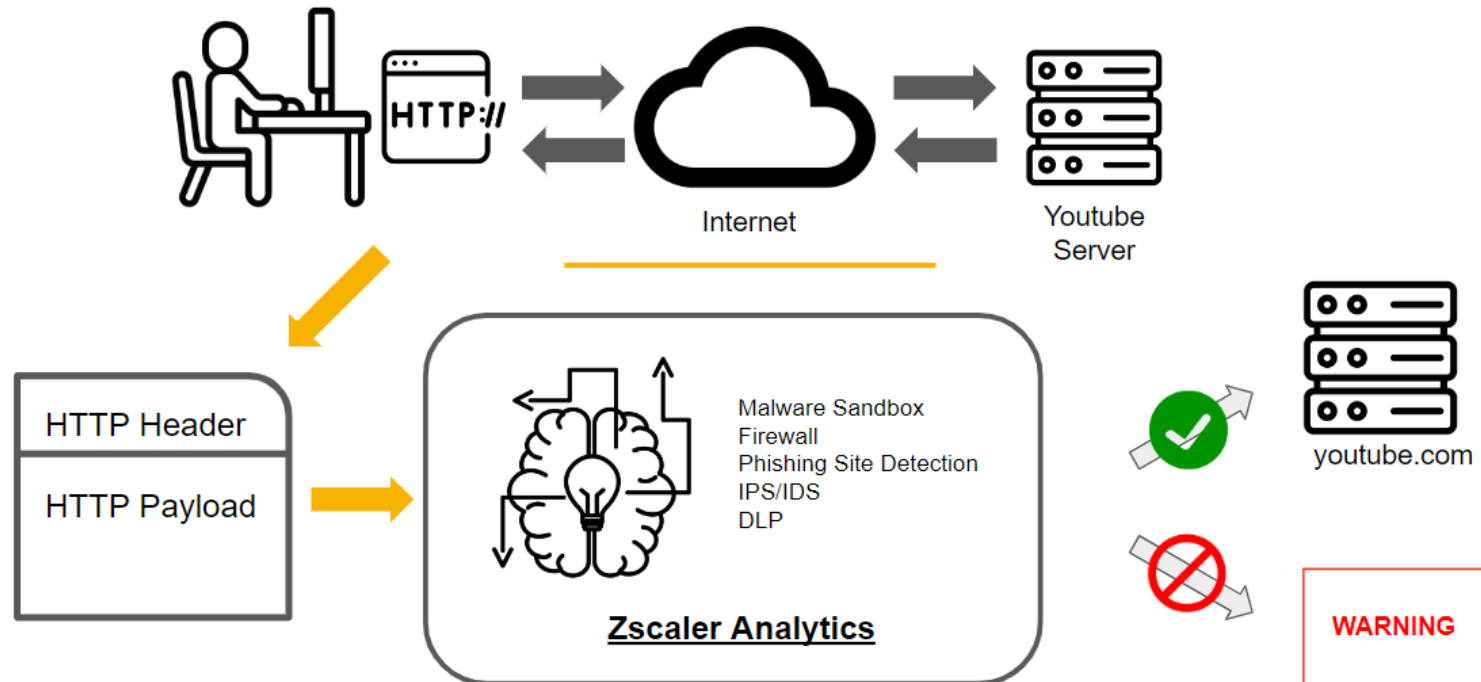 HTTP://
Internet
Youtube
Server
HTTP Header
HTTP Payload
Malware Sandbox
Firewall
Phishing Site Detection
IPS/IDS
DLP
Zscaler Analytics
youtube.com
WARNING